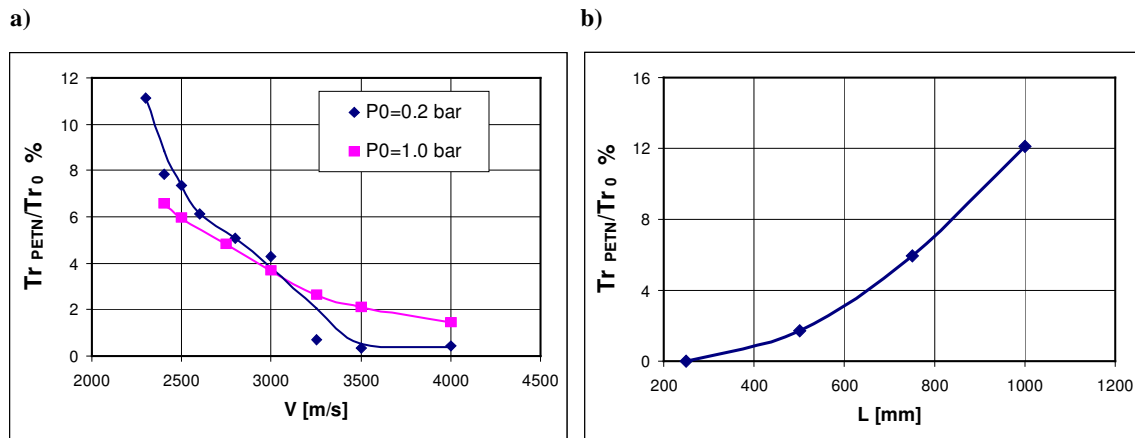 a)
12
10
8
6
4
2
0
Tr PETN/Tr 0 %
P0=0.2 bar
P0=1.0 bar
2000 2500 3000 3500 4000 4500
V [m/s]
b)
16
12
8
4
0
Tr PETN/Tr 0 %
200 400 600 800 1000 1200
L [mm]